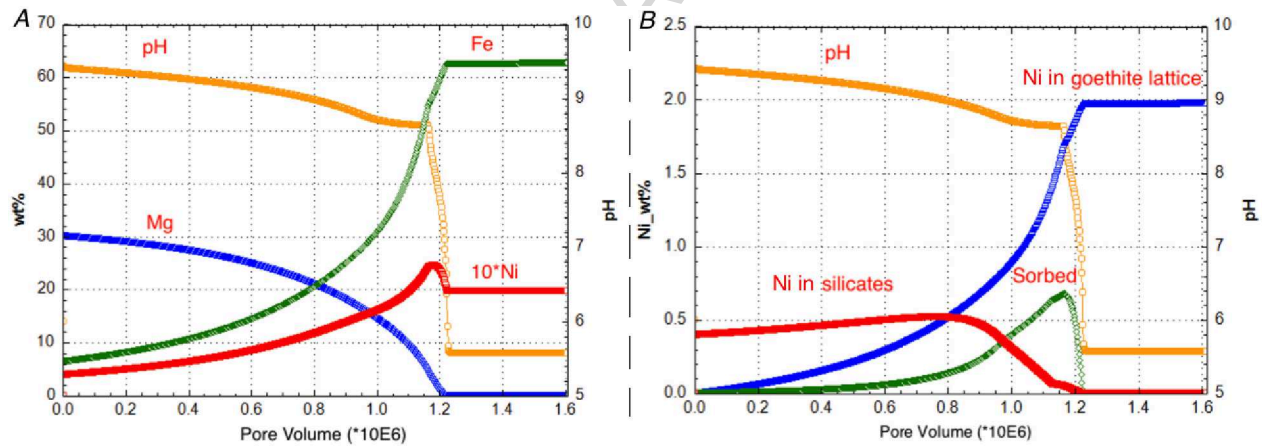 A
pH
Fe
Mg
10*Ni
wt%
70
60
50
40
30
20
10
0
10
9
8
7
6
5
pH
0.0 0.2 0.4 0.6 0.8 1.0 1.2 1.4 1.6
Pore Volume (*10E6)
B
pH
Ni in goethite lattice
Ni in silicates
Sorbed
Ni_wt%
2.5
2.0
1.5
1.0
0.5
0.0
10
9
8
7
6
5
pH
0.0 0.2 0.4 0.6 0.8 1.0 1.2 1.4 1.6
Pore Volume (*10E6)